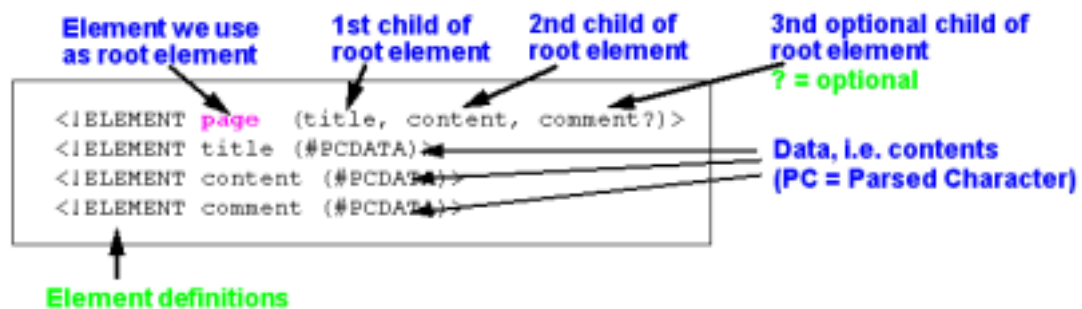 Element we use
as root element
1st child of
root element
2nd child of
root element
3nd optional child of
root element
? = optional
<!ELEMENT page (title, content, comment?)>
<!ELEMENT title (#PCDATA)>
<!ELEMENT content (#PCDATA)>
<!ELEMENT comment (#PCDATA)>
Data, i.e. contents
(PC = Parsed Character)
Element definitions